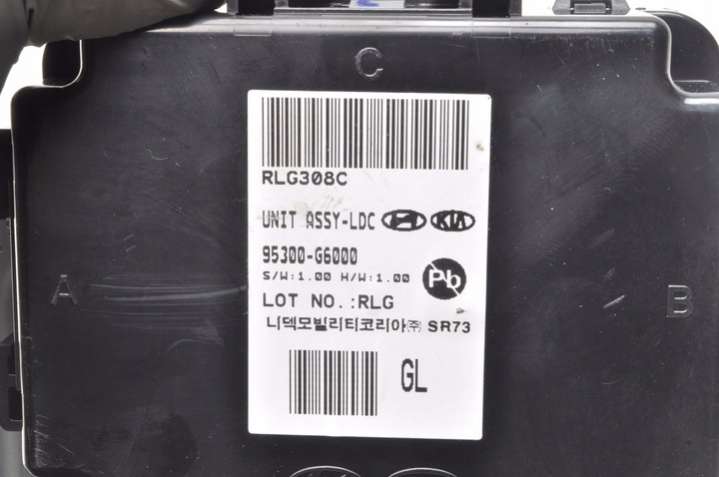 C
RLG308C
UNIT ASSY-LDC KIA
95300-G6000
S/W:1.00 H/W:1.00 Pb
A
B
LOT NO.:RLG
니덱모빌리티코리아㈜ SR73
GL